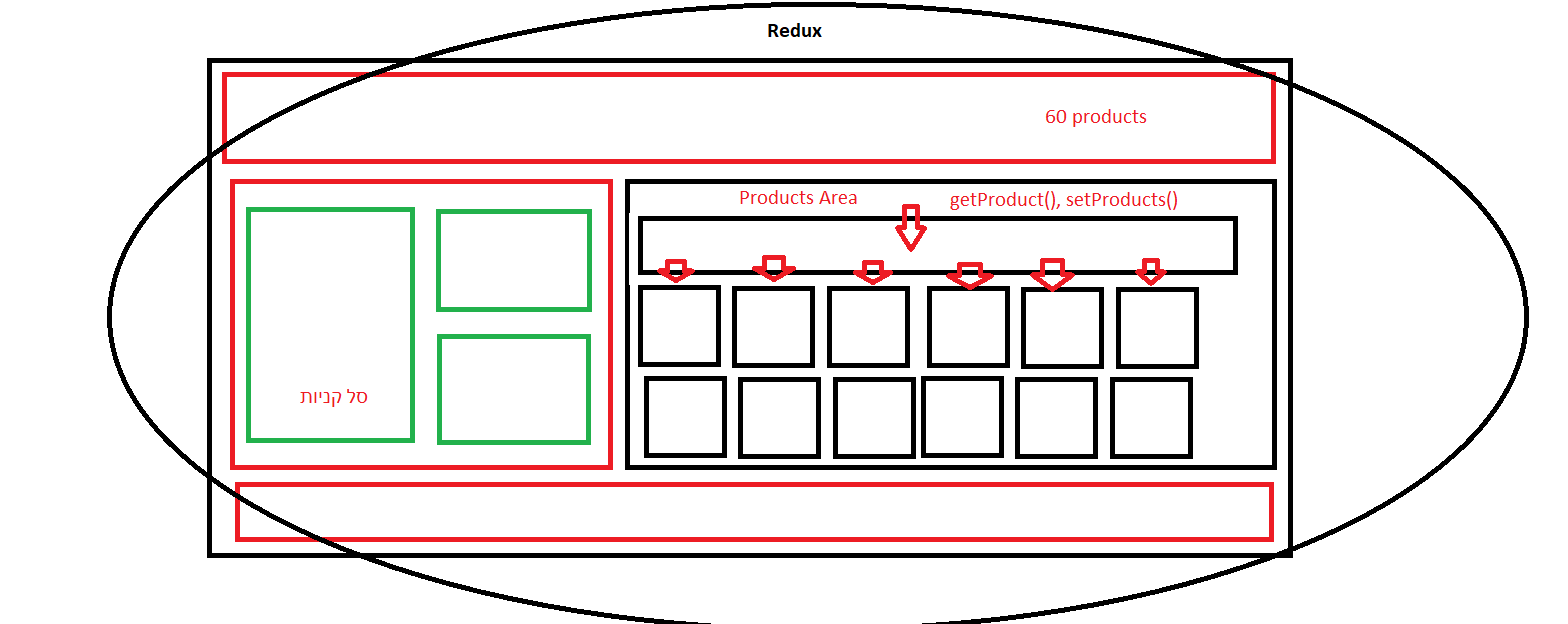 Redux
60 products
Products Area
getProduct(), setProducts()
סל קניות